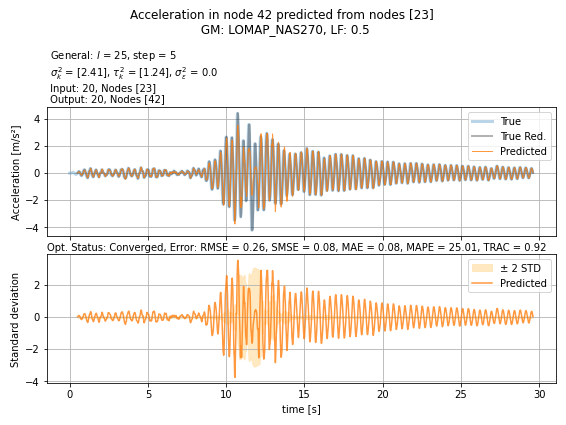 Acceleration in node 42 predicted from nodes [23]
GM: LOMAP_NAS270, LF: 0.5
General: l = 25, step = 5
σ²ₖ = [2.41], τ²ₖ = [1.24], σ²ε = 0.0
Input: 20, Nodes [23]
Output: 20, Nodes [42]
Acceleration [m/s²]
4
2
0
−2
−4
True
True Red.
Predicted
Opt. Status: Converged, Error: RMSE = 0.26, SMSE = 0.08, MAE = 0.08, MAPE = 25.01, TRAC = 0.92
Standard deviation
2
0
−2
−4
± 2 STD
Predicted
0 5 10 15 20 25 30
time [s]